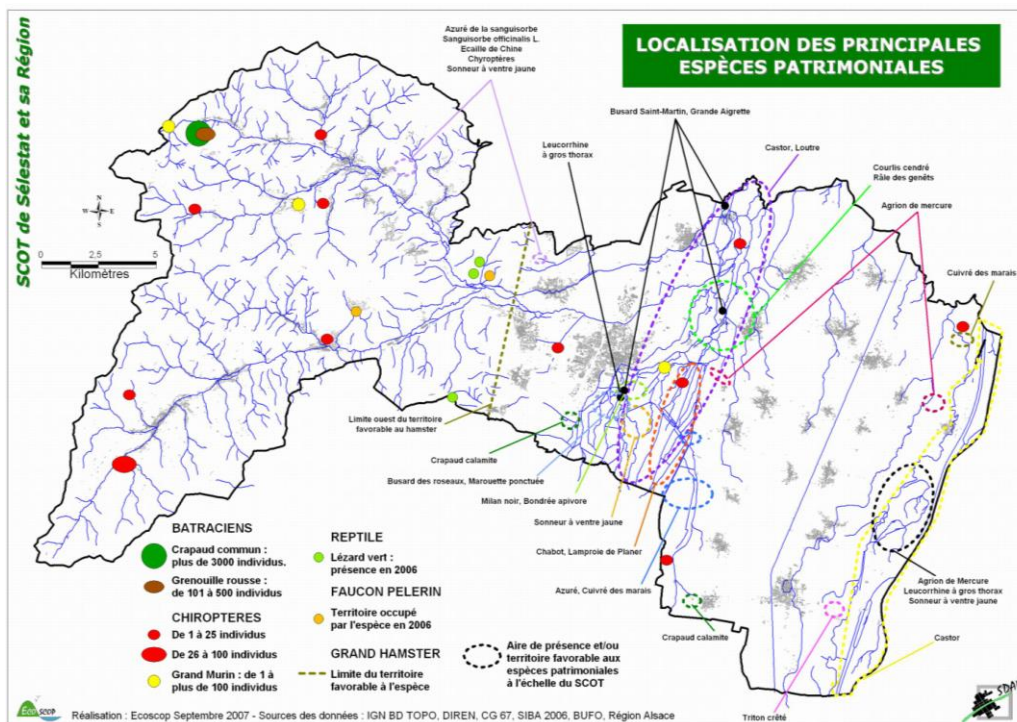 SCOT de Sélestat et sa Région
LOCALISATION DES PRINCIPALES
ESPÈCES PATRIMONIALES
Azuré de la sanguisorbe
Sanguisorbe officinalis L.
Ecaille de Chine
Chyroptères
Sonneur à ventre jaune
Busard Saint-Martin, Grande Aigrette
Leucorrhine
à gros thorax
Castor, Loutre
Courlis cendré
Râle des genêts
Agrion de mercure
Cuivré des marais
N
W
E
S
0
2,5
5
Kilomètres
Limite ouest du territoire
favorable au hamster
Crapaud calamite
Busard des roseaux, Marouette ponctuée
Milan noir, Bondrée apivore
Sonneur à ventre jaune
Chabot, Lamproie de Planer
Azuré, Cuivré des marais
Crapaud calamite
Agrion de Mercure
Leucorrhine à gros thorax
Sonneur à ventre jaune
Castor
Triton crêté
BATRACIENS
Crapaud commun :
plus de 3000 individus.
Grenouille rousse :
de 101 à 500 individus
CHIROPTERES
De 1 à 25 individus
De 26 à 100 individus
Grand Murin : de 1 à
plus de 100 individus
REPTILE
Lézard vert :
présence en 2006
FAUCON PELERIN
Territoire occupé
par l'espèce en 2006
GRAND HAMSTER
Limite du territoire
favorable à l'espèce
Aire de présence et/ou
territoire favorable aux
espèces patrimoniales
à l'échelle du SCOT
Ecoscop
Réalisation : Ecoscop Septembre 2007 - Sources des données : IGN BD TOPO, DIREN, CG 67, SIBA 2006, BUFO, Région Alsace